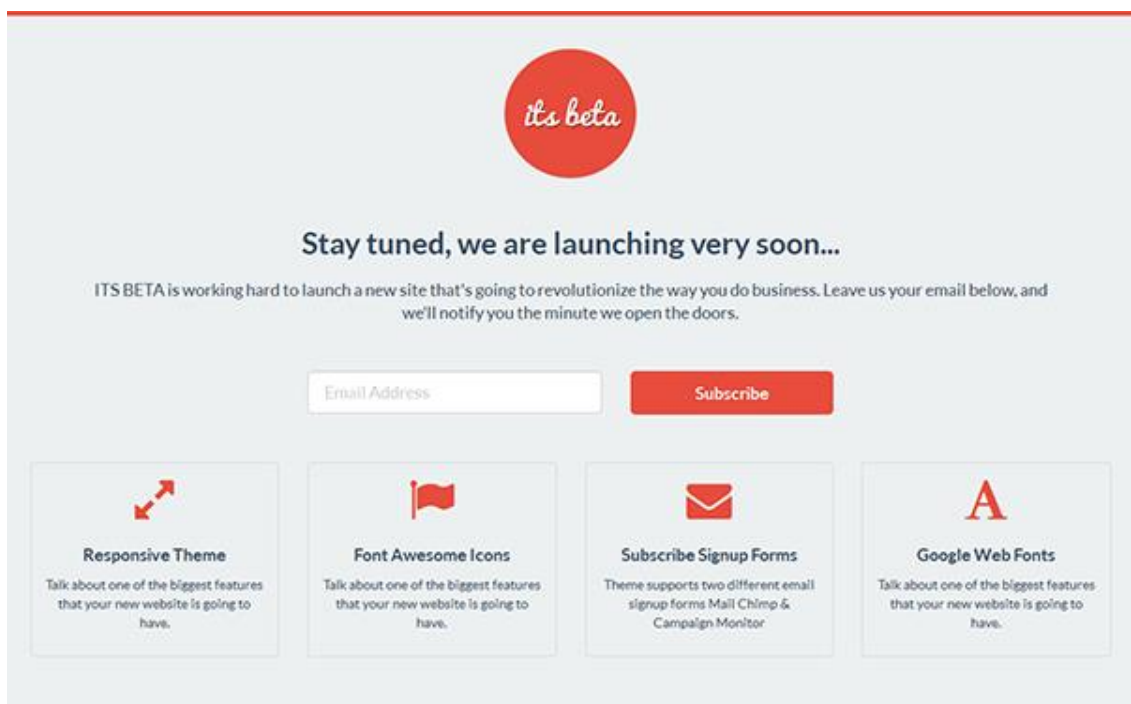 its beta
Stay tuned, we are launching very soon...
ITS BETA is working hard to launch a new site that's going to revolutionize the way you do business. Leave us your email below, and
we'll notify you the minute we open the doors.
Email Address
Subscribe
Responsive Theme
Talk about one of the biggest features
that your new website is going to
have.
Font Awesome Icons
Talk about one of the biggest features
that your new website is going to
have.
Subscribe Signup Forms
Theme supports two different email
signup forms Mail Chimp &
Campaign Monitor
A
Google Web Fonts
Talk about one of the biggest features
that your new website is going to
have.